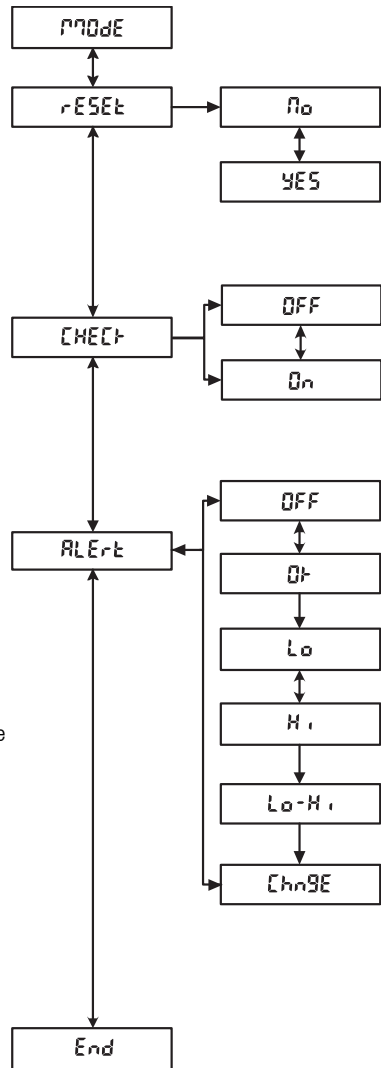 MODE
rESEt
No
YES
CHECk
OFF
On
ALErt
OFF
Ok
Lo
Hi
e
Lo-Hi
ChngE
End